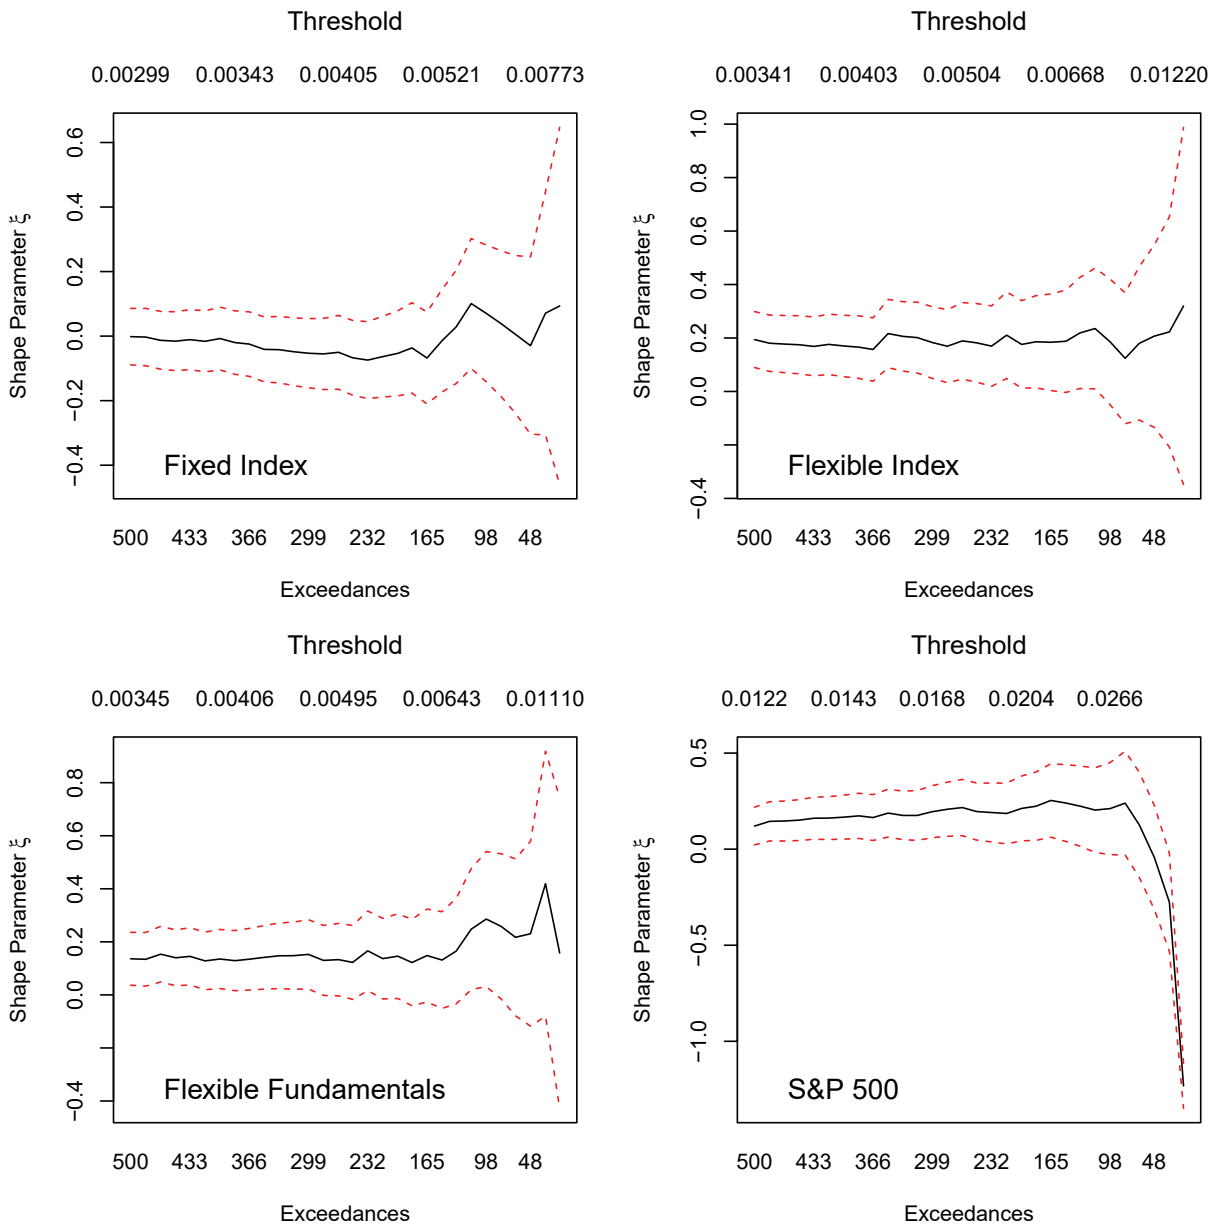 Threshold
0.00299 0.00343 0.00405 0.00521 0.00773
Shape Parameter ξ
0.6
0.4
0.2
0.0
−0.2
−0.4
Fixed Index
500 433 366 299 232 165 98 48
Exceedances
Threshold
0.00341 0.00403 0.00504 0.00668 0.01220
Shape Parameter ξ
1.0
0.8
0.6
0.4
0.2
0.0
−0.4
Flexible Index
500 433 366 299 232 165 98 48
Exceedances
Threshold
0.00345 0.00406 0.00495 0.00643 0.01110
Shape Parameter ξ
0.8
0.6
0.4
0.2
0.0
−0.4
Flexible Fundamentals
500 433 366 299 232 165 98 48
Exceedances
Threshold
0.0122 0.0143 0.0168 0.0204 0.0266
Shape Parameter ξ
0.5
0.0
−0.5
−1.0
S&P 500
500 433 366 299 232 165 98 48
Exceedances